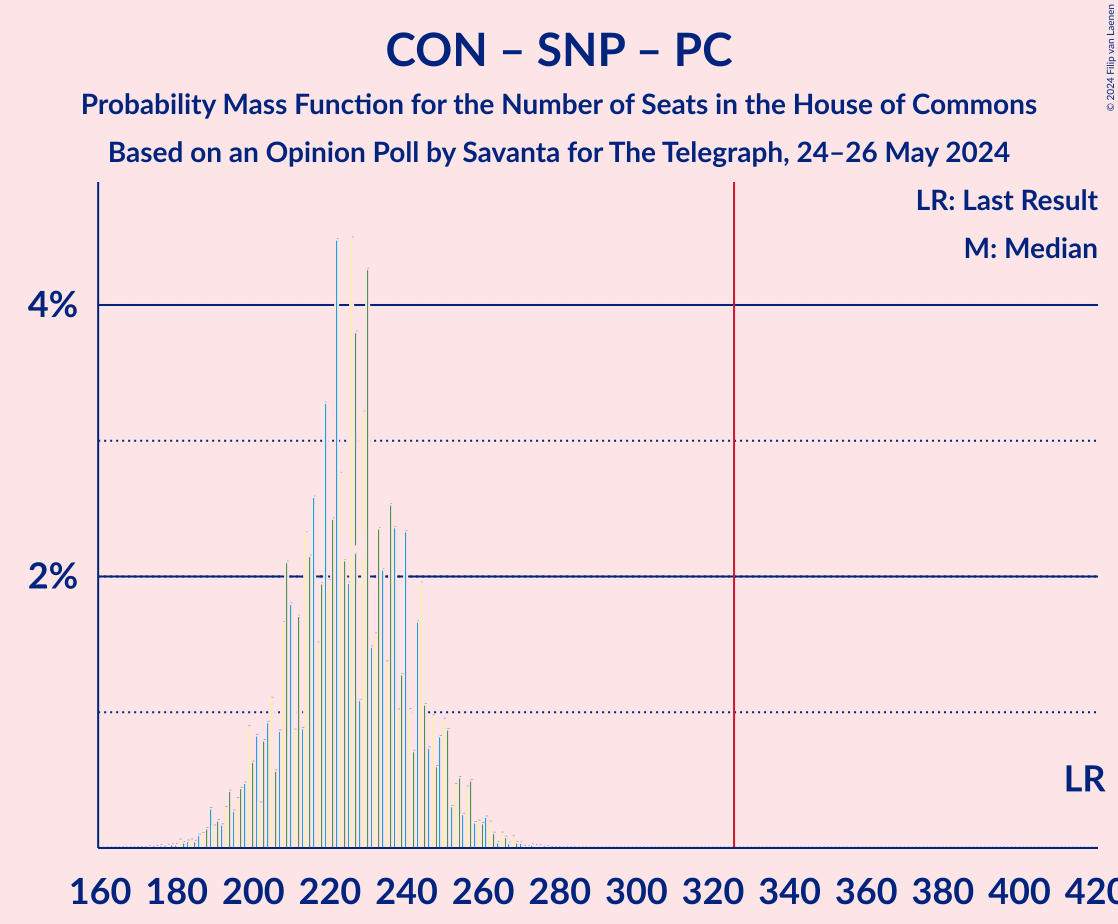 CON – SNP – PC
Probability Mass Function for the Number of Seats in the House of Commons
Based on an Opinion Poll by Savanta for The Telegraph, 24–26 May 2024
© 2024 Filip van Laenen
LR: Last Result
M: Median
4%
2%
LR
160 180 200 220 240 260 280 300 320 340 360 380 400 420